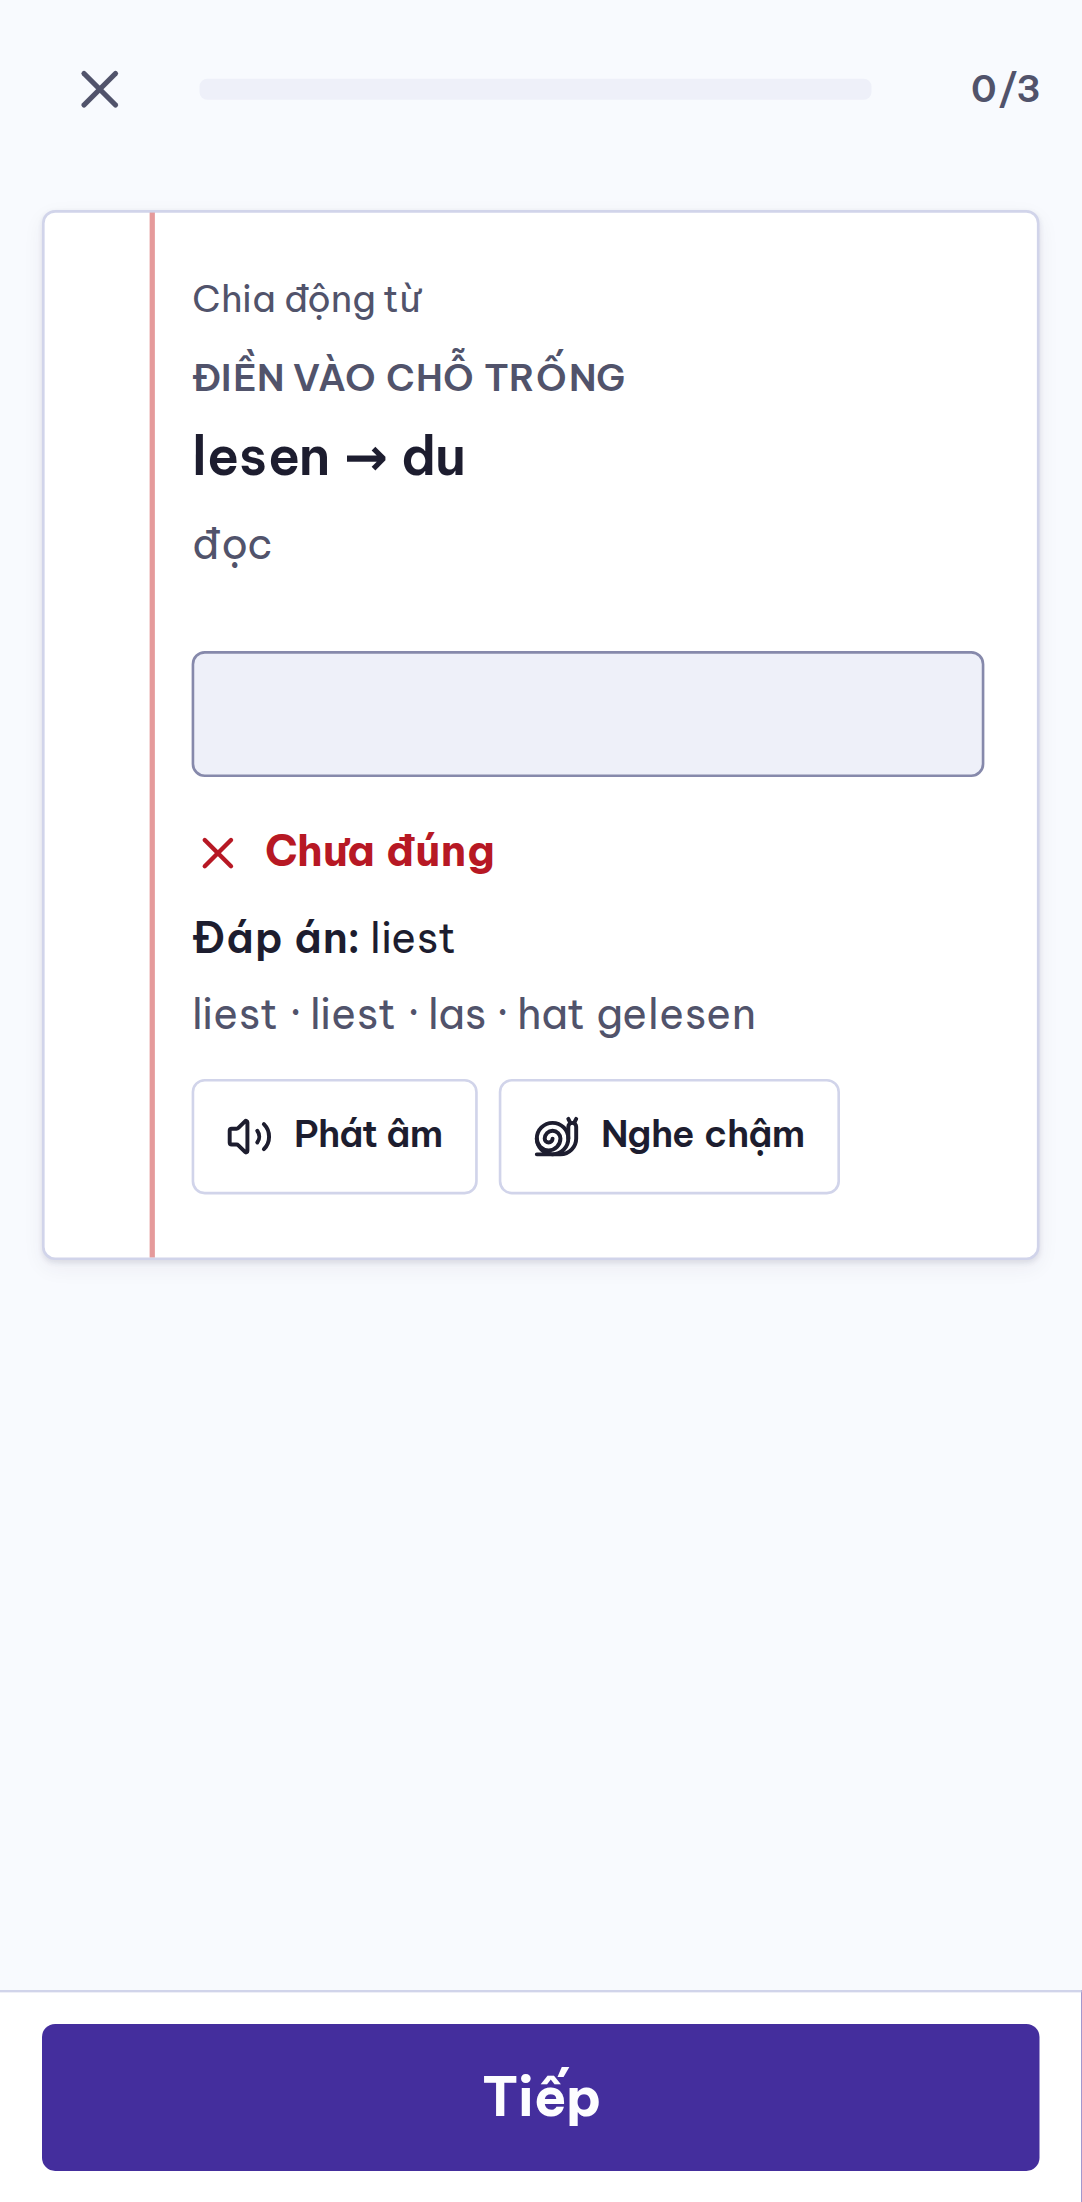 0/3
Chia động từ
ĐIỀN VÀO CHỖ TRỐNG
lesen → du
đọc
Chưa đúng
Đáp án: liest
liest · liest · las · hat gelesen
Phát âm
Nghe chậm
Tiếp